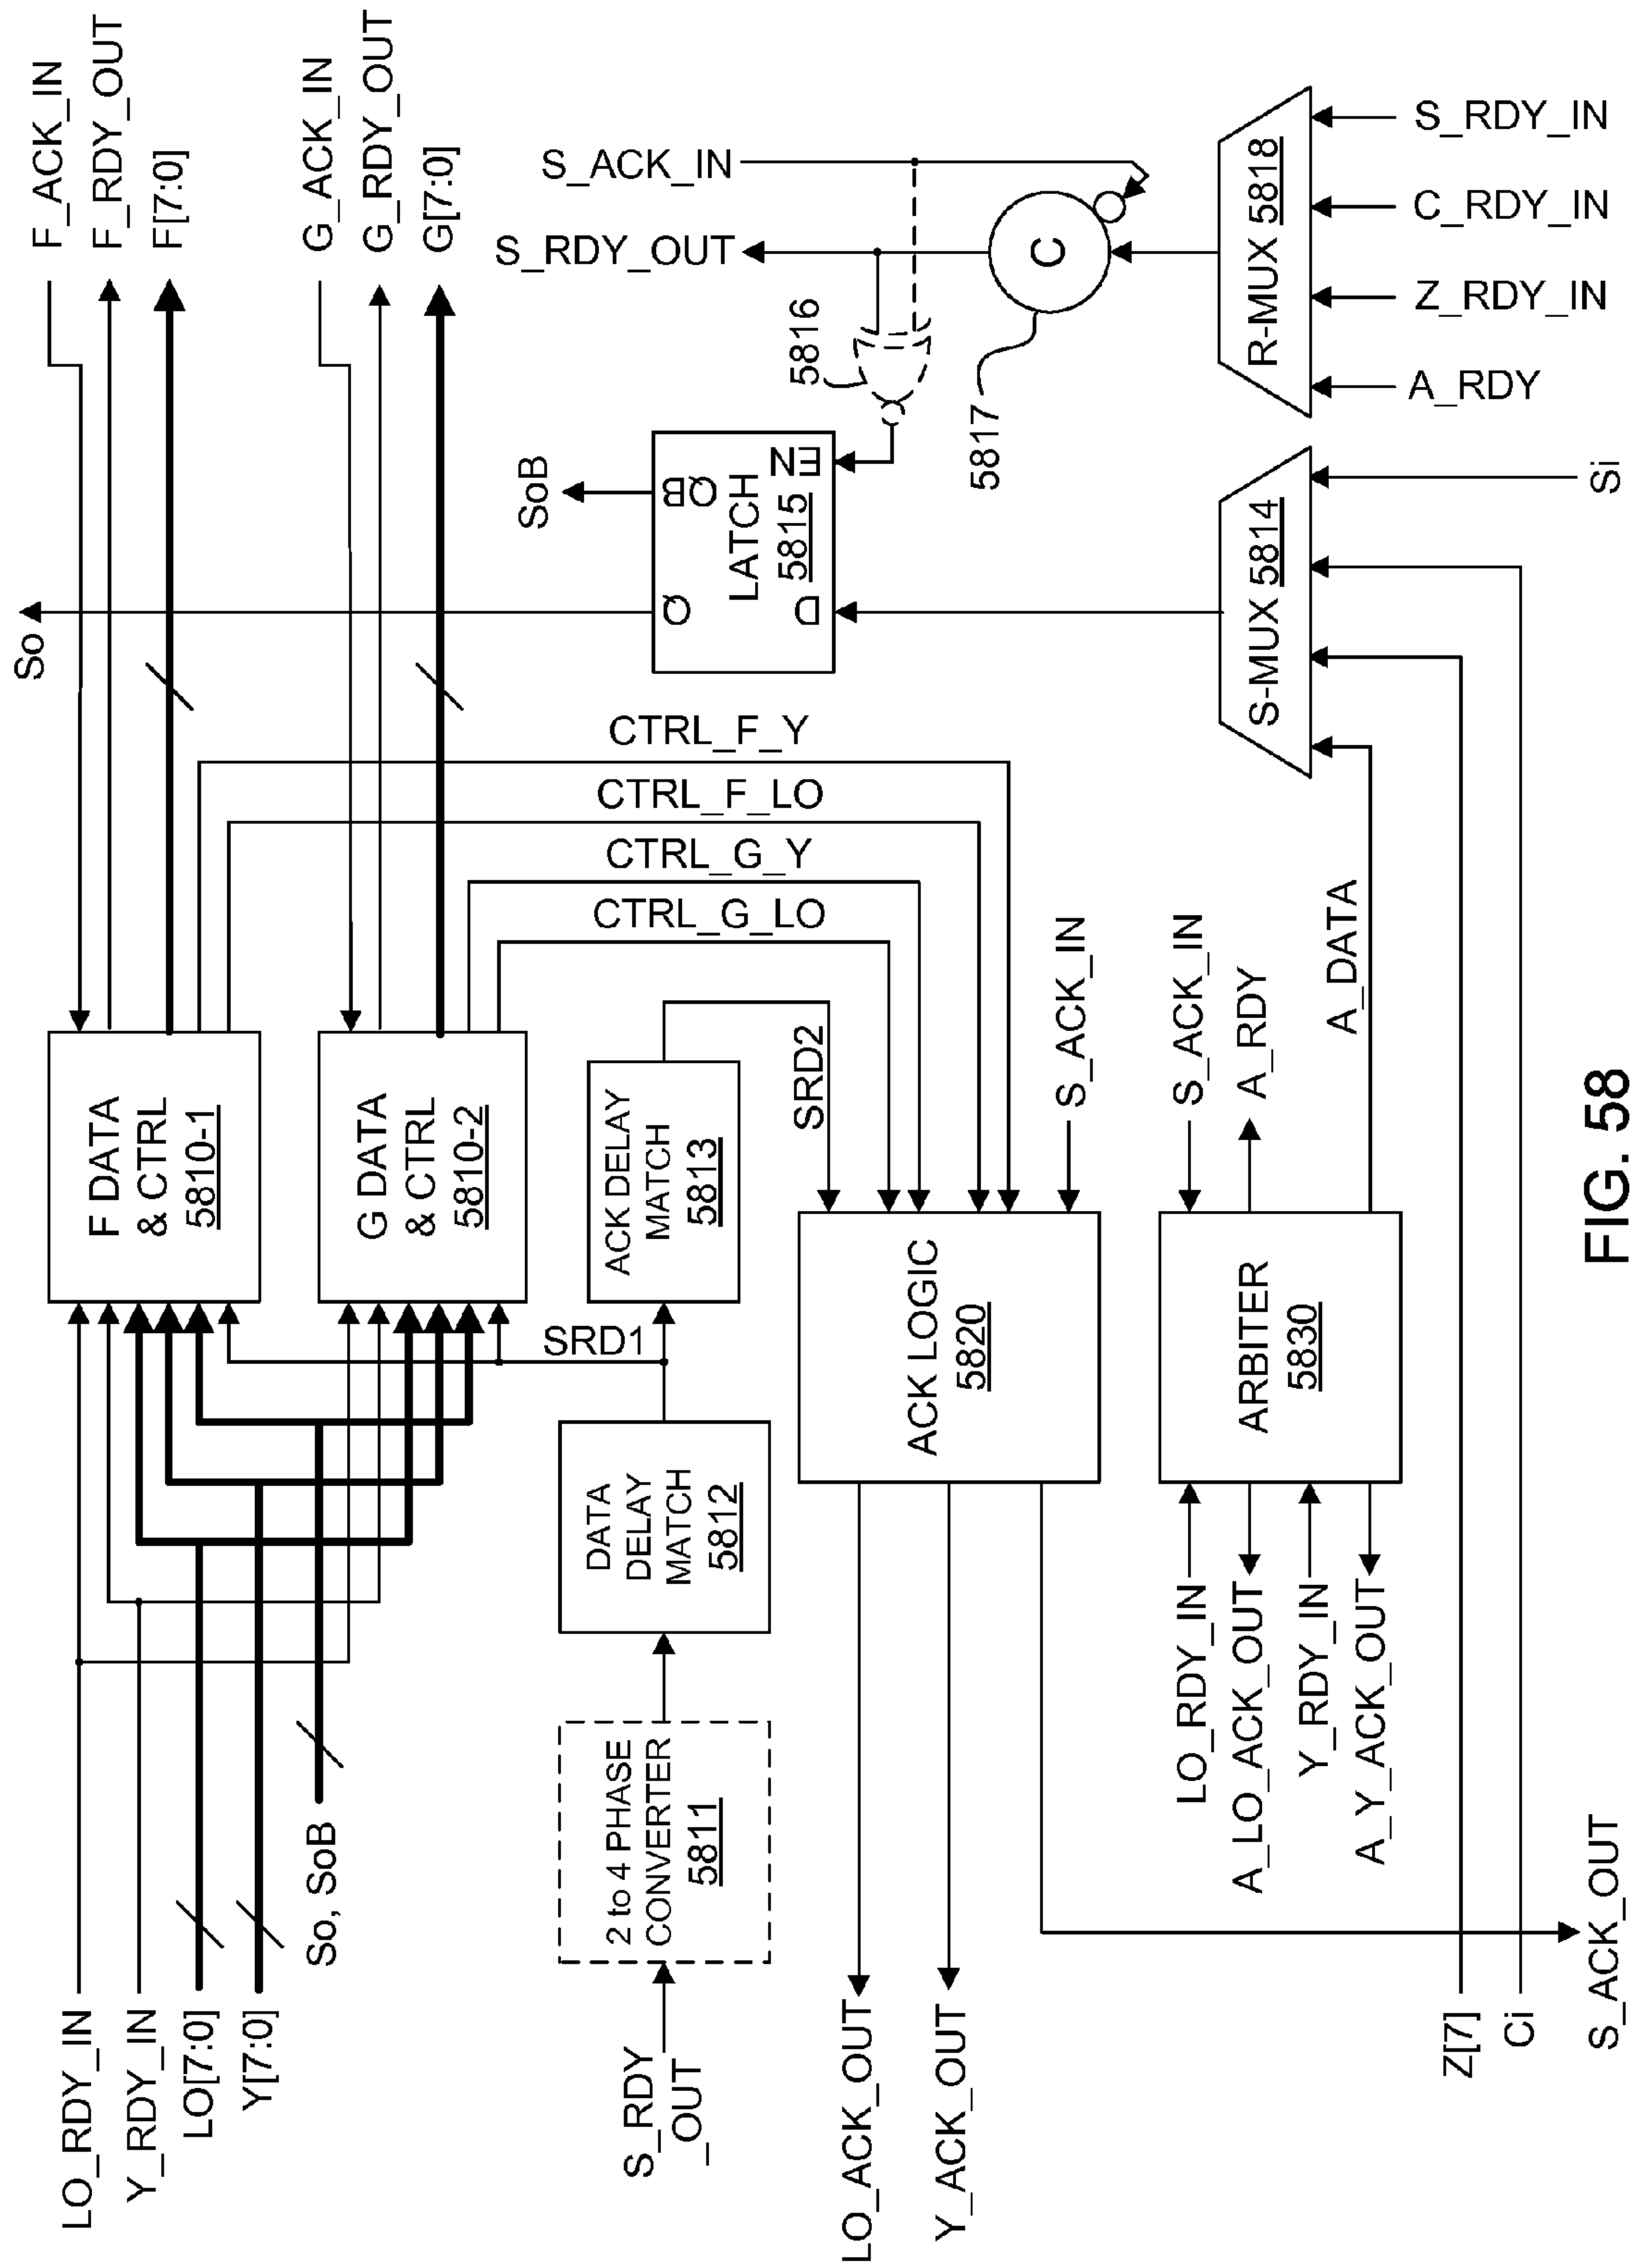 F_ACK_IN
F_RDY_OUT
F[7:0]
G_ACK_IN
G_RDY_OUT
G[7:0]
LO_RDY_IN
Y_RDY_IN
LO[7:0]
Y[7:0]
So, SoB
F DATA
& CTRL
5810-1
G DATA
& CTRL
5810-2
So
SoB
S_ACK_IN
S_RDY_OUT
CTRL_F_Y
CTRL_F_LO
CTRL_G_Y
CTRL_G_LO
SRD1
SRD2
S_RDY
_OUT
2 to 4 PHASE
CONVERTER
5811
DATA
DELAY
MATCH
5812
ACK DELAY
MATCH
5813
Q
QB
LATCH
5815
D
EN
5816
5817
C
LO_ACK_OUT
Y_ACK_OUT
ACK LOGIC
5820
S_ACK_IN
LO_RDY_IN
A_LO_ACK_OUT
Y_RDY_IN
A_Y_ACK_OUT
ARBITER
5830
S_ACK_IN
A_RDY
A_DATA
S-MUX 5814
R-MUX 5818
Z[7]
Ci
S_ACK_OUT
Si
A_RDY
Z_RDY_IN
C_RDY_IN
S_RDY_IN
FIG. 58